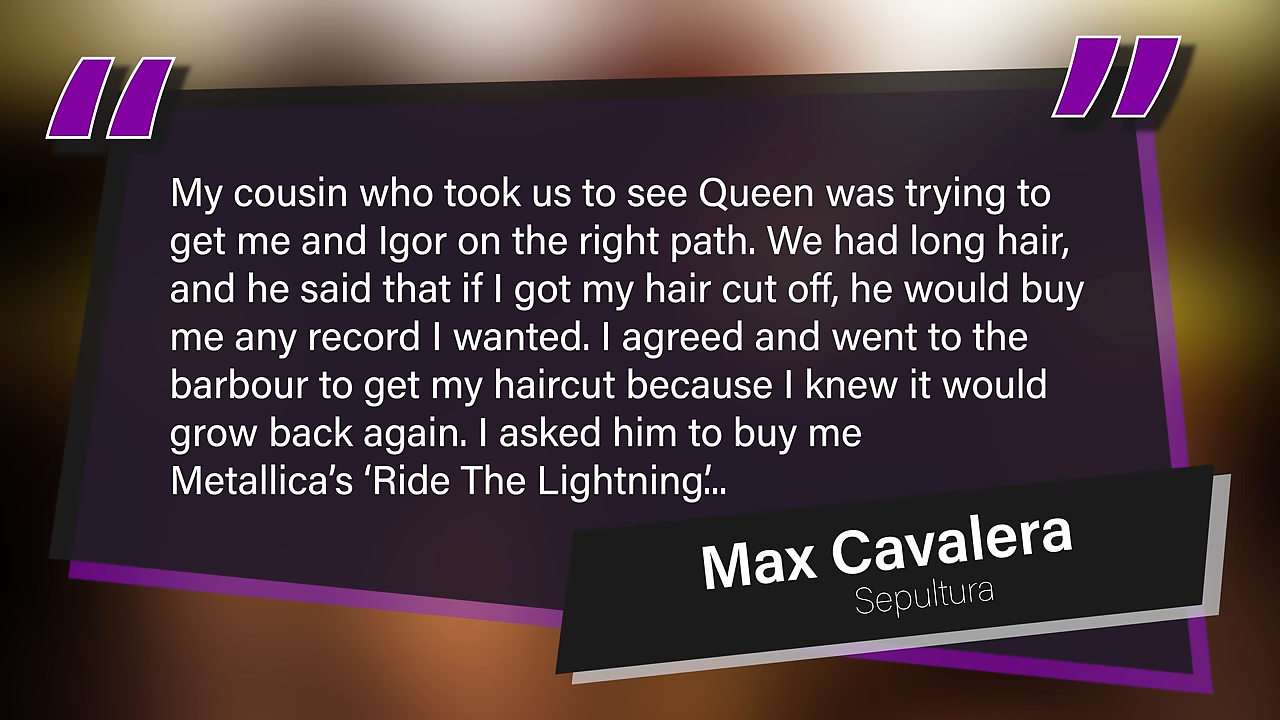 “
”
My cousin who took us to see Queen was trying to
get me and Igor on the right path. We had long hair,
and he said that if I got my hair cut off, he would buy
me any record I wanted. I agreed and went to the
barbour to get my haircut because I knew it would
grow back again. I asked him to buy me
Metallica’s ‘Ride The Lightning’...
Max Cavalera
Sepultura